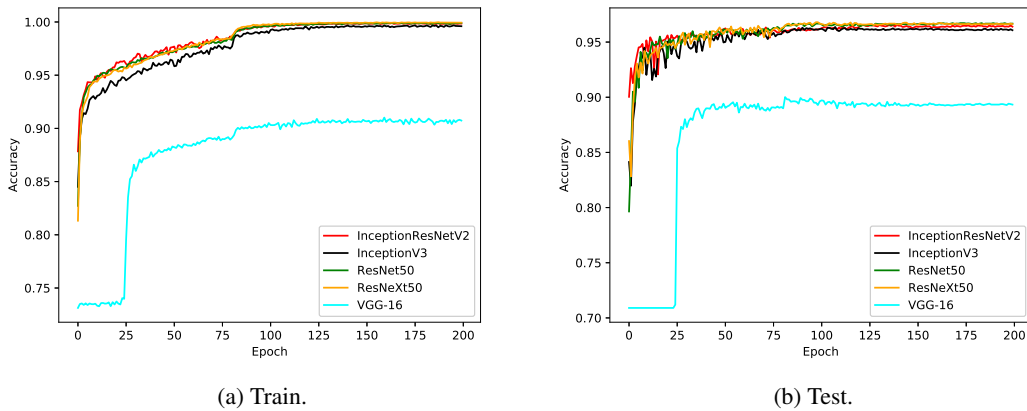 1.00
0.95
0.90
0.85
0.80
0.75
Accuracy
0 25 50 75 100 125 150 175 200
Epoch
InceptionResNetV2
InceptionV3
ResNet50
ResNeXt50
VGG-16
(a) Train.
0.95
0.90
0.85
0.80
0.75
0.70
Accuracy
0 25 50 75 100 125 150 175 200
Epoch
InceptionResNetV2
InceptionV3
ResNet50
ResNeXt50
VGG-16
(b) Test.